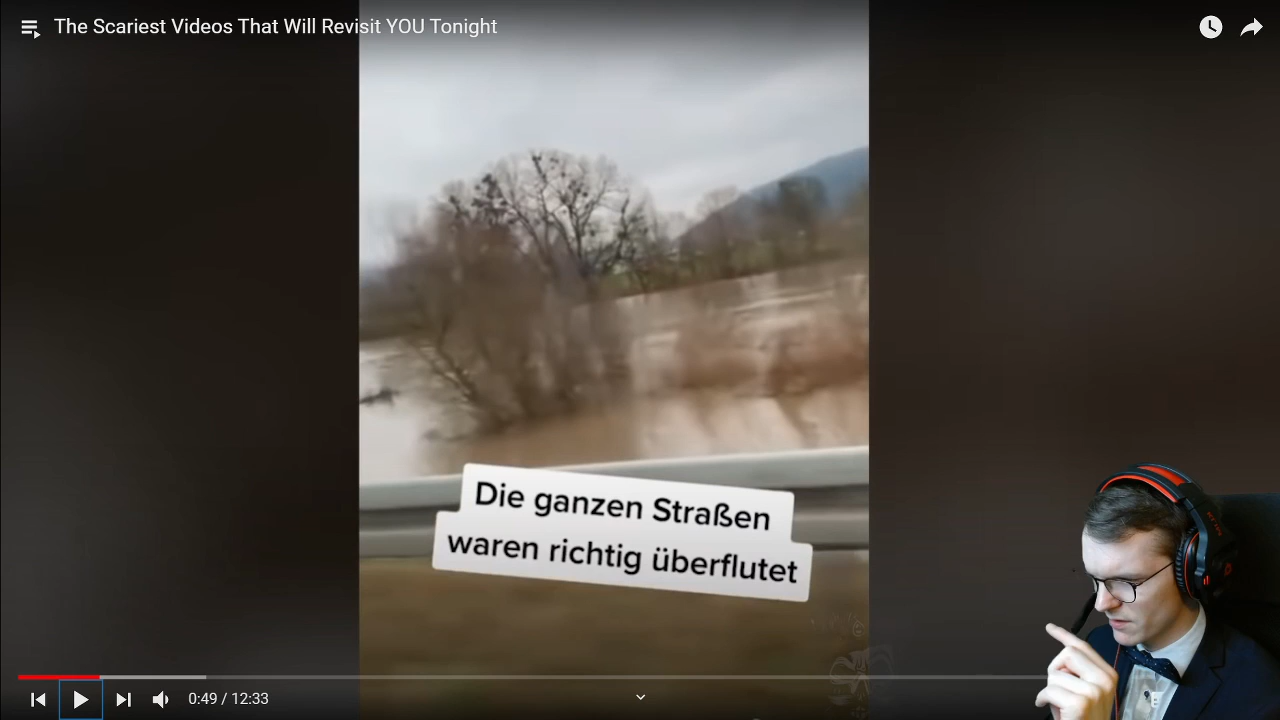 The Scariest Videos That Will Revisit YOU Tonight
Die ganzen Straßen
waren richtig überflutet
0:49 / 12:33